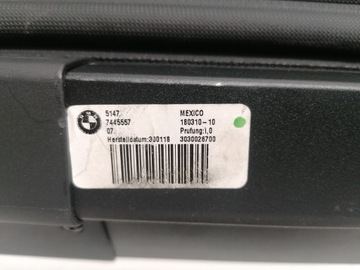 5147. MEXICO
7445557 180310-10
07. Prufung:i.O
Herstelldatum:300118 3030026700